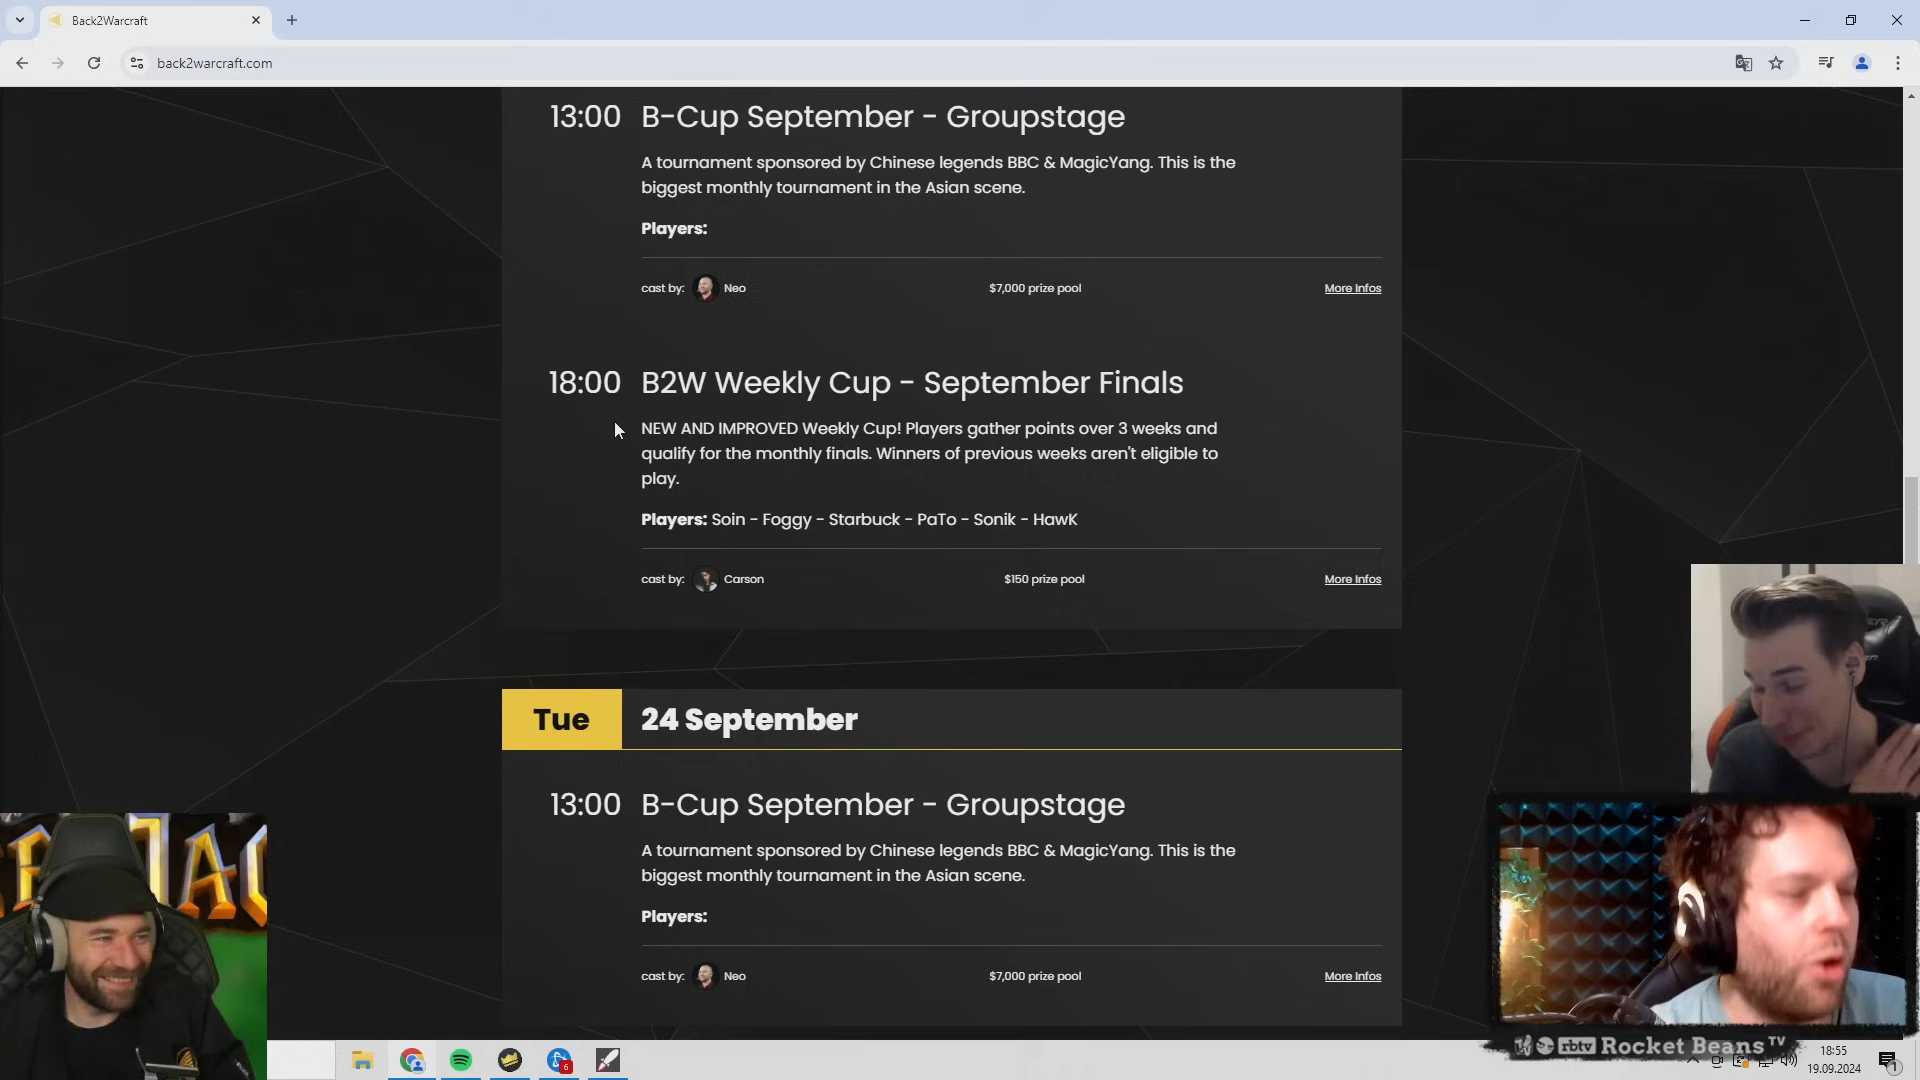 Back2Warcraft
back2warcraft.com
13:00 B-Cup September - Groupstage
A tournament sponsored by Chinese legends BBC & MagicYang. This is the
biggest monthly tournament in the Asian scene.
Players:
cast by: Neo $7,000 prize pool More Infos
18:00 B2W Weekly Cup - September Finals
NEW AND IMPROVED Weekly Cup! Players gather points over 3 weeks and
qualify for the monthly finals. Winners of previous weeks aren't eligible to
play.
Players: Soin - Foggy - Starbuck - PaTo - Sonik - HawK
cast by: Carson $150 prize pool More Infos
Tue 24 September
13:00 B-Cup September - Groupstage
A tournament sponsored by Chinese legends BBC & MagicYang. This is the
biggest monthly tournament in the Asian scene.
Players:
cast by: Neo $7,000 prize pool More Infos
rbtv Rocket Beans TV
6
18:55
19.09.2024
1